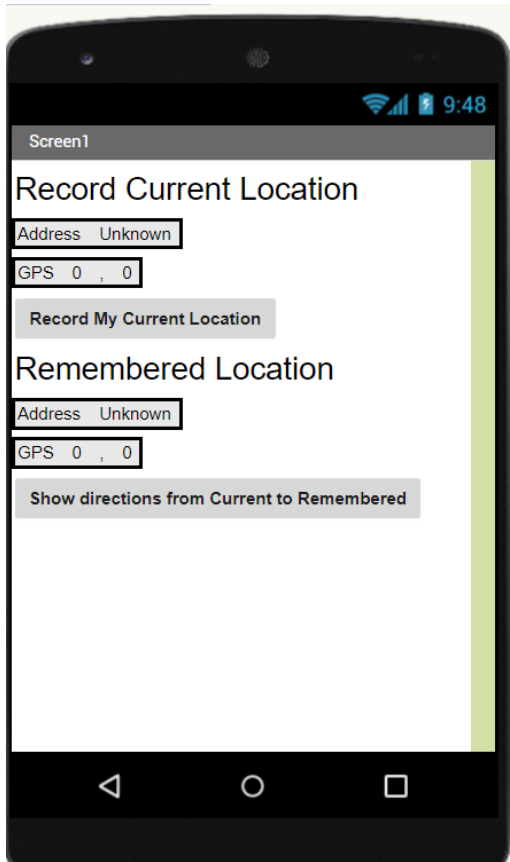 9:48
Screen1
Record Current Location
Address Unknown
GPS 0 , 0
Record My Current Location
Remembered Location
Address Unknown
GPS 0 , 0
Show directions from Current to Remembered